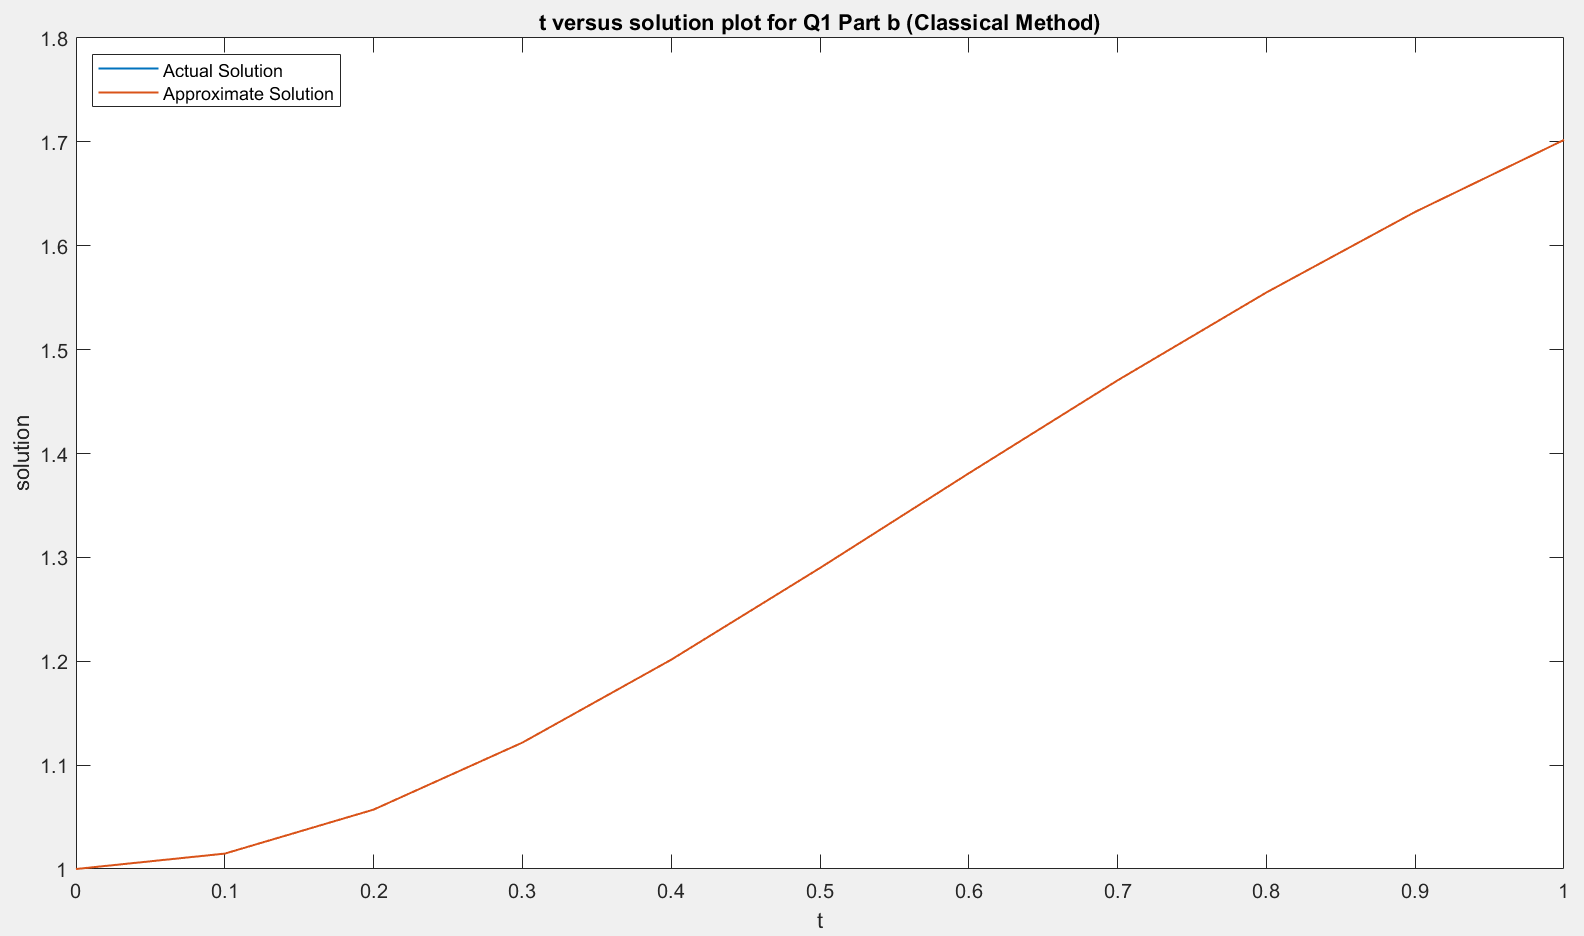 t versus solution plot for Q1 Part b (Classical Method)
Actual Solution
Approximate Solution
1.8
1.7
1.6
1.5
1.4
1.3
1.2
1.1
1
solution
0 0.1 0.2 0.3 0.4 0.5 0.6 0.7 0.8 0.9 1
t